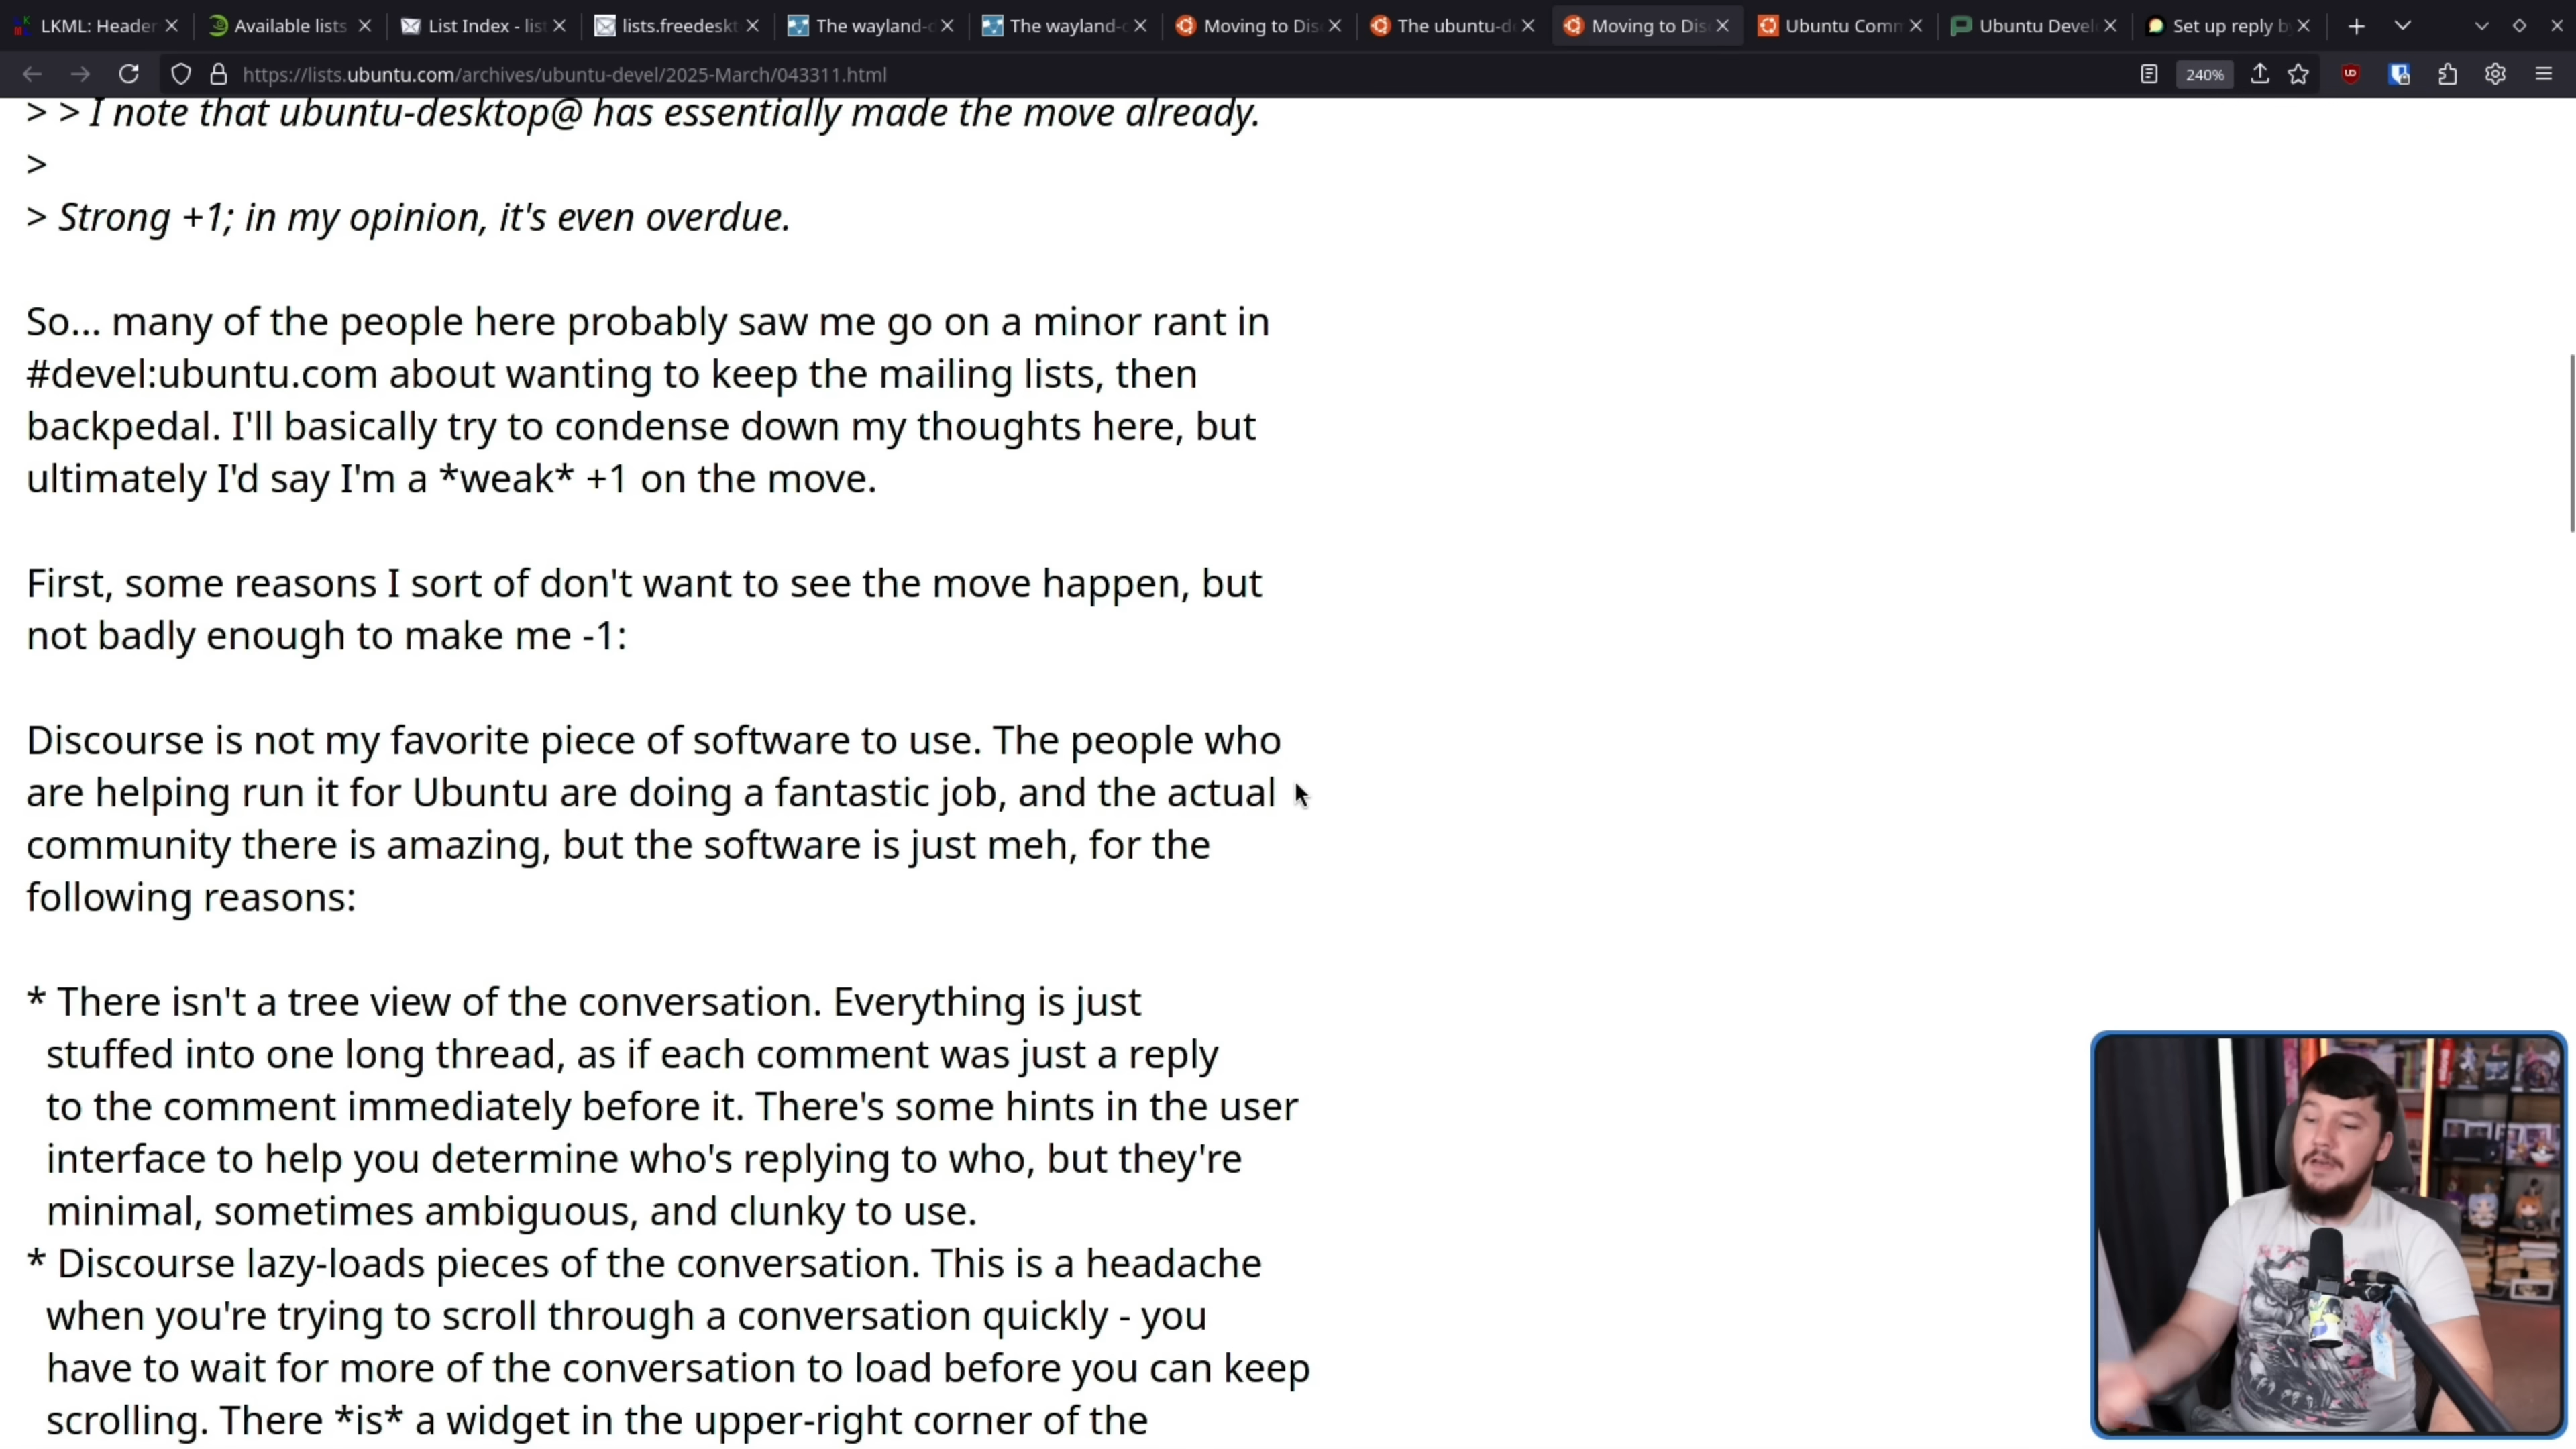 LKML: Header
Available lists
List Index - list
lists.freedeskt
The wayland-d
The wayland-d
Moving to Dis
The ubuntu-de
Moving to Dis
Ubuntu Comm
Ubuntu Devel
Set up reply b
https://lists.ubuntu.com/archives/ubuntu-devel/2025-March/043311.html
240%
> > I note that ubuntu-desktop@ has essentially made the move already.
>
> Strong +1; in my opinion, it's even overdue.
So... many of the people here probably saw me go on a minor rant in
#devel:ubuntu.com about wanting to keep the mailing lists, then
backpedal. I'll basically try to condense down my thoughts here, but
ultimately I'd say I'm a *weak* +1 on the move.
First, some reasons I sort of don't want to see the move happen, but
not badly enough to make me -1:
Discourse is not my favorite piece of software to use. The people who
are helping run it for Ubuntu are doing a fantastic job, and the actual
community there is amazing, but the software is just meh, for the
following reasons:
* There isn't a tree view of the conversation. Everything is just
stuffed into one long thread, as if each comment was just a reply
to the comment immediately before it. There's some hints in the user
interface to help you determine who's replying to who, but they're
minimal, sometimes ambiguous, and clunky to use.
* Discourse lazy-loads pieces of the conversation. This is a headache
when you're trying to scroll through a conversation quickly - you
have to wait for more of the conversation to load before you can keep
scrolling. There *is* a widget in the upper-right corner of the